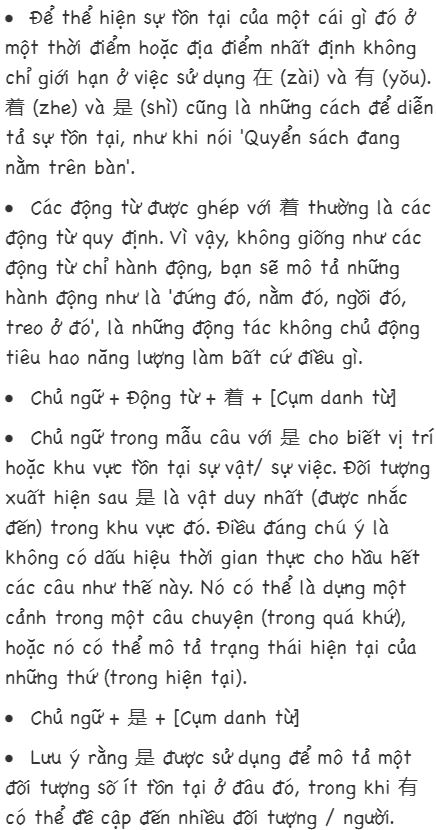 • Để thể hiện sự tồn tại của một cái gì đó ở
một thời điểm hoặc địa điểm nhất định không
chỉ giới hạn ở việc sử dụng 在 (zài) và 有 (yǒu).
着 (zhe) và 是 (shì) cũng là những cách để diễn
tả sự tồn tại, như khi nói 'Quyển sách đang
nằm trên bàn'.
• Các động từ được ghép với 着 thường là các
động từ quy định. Vì vậy, không giống như các
động từ chỉ hành động, bạn sẽ mô tả những
hành động như là 'đứng đó, nằm đó, ngồi đó,
treo ở đó', là những động tác không chủ động
tiêu hao năng lượng làm bất cứ điều gì.
• Chủ ngữ + Động từ + 着 + [Cụm danh từ]
• Chủ ngữ trong mẫu câu với 是 cho biết vị trí
hoặc khu vực tồn tại sự vật/ sự việc. Đối tượng
xuất hiện sau 是 là vật duy nhất (được nhắc
đến) trong khu vực đó. Điều đáng chú ý là
không có dấu hiệu thời gian thực cho hầu hết
các câu như thế này. Nó có thể là dựng một
cảnh trong một câu chuyện (trong quá khứ),
hoặc nó có thể mô tả trạng thái hiện tại của
những thứ (trong hiện tại).
• Chủ ngữ + 是 + [Cụm danh từ]
• Lưu ý rằng 是 được sử dụng để mô tả một
đối tượng số ít tồn tại ở đâu đó, trong khi 有
có thể đề cập đến nhiều đối tượng / người.